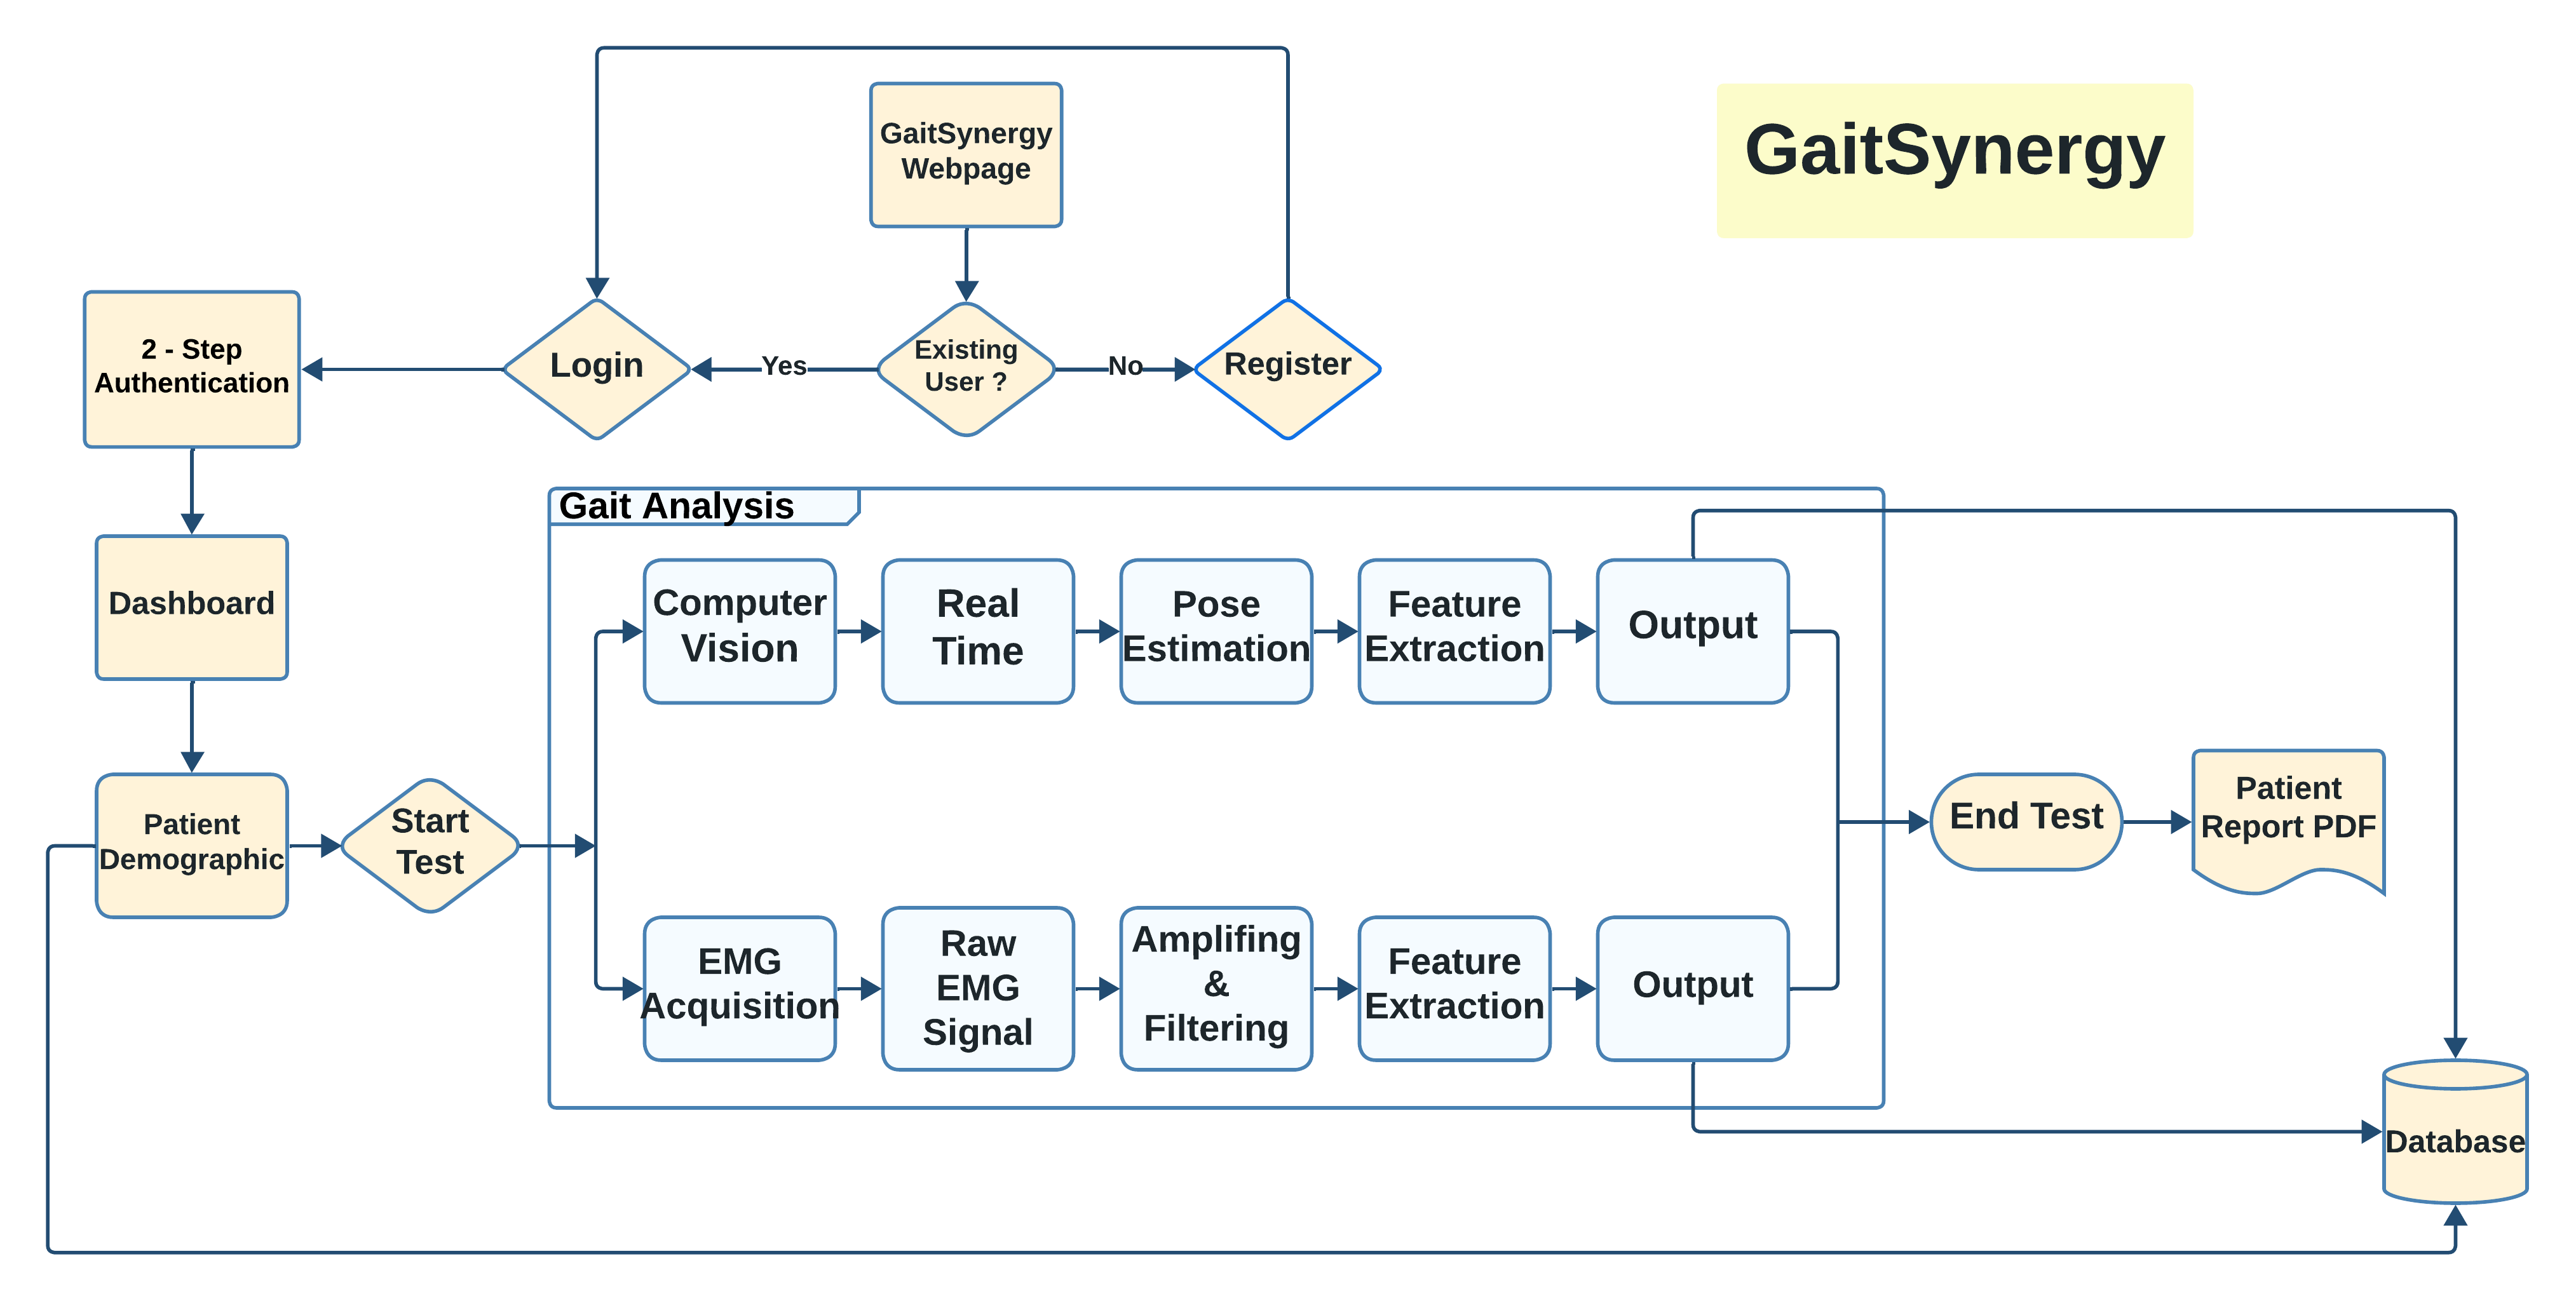 GaitSynergy
Webpage
GaitSynergy
2 - Step
Authentication
Login
Yes
Existing
User ?
No
Register
Gait Analysis
Dashboard
Computer
Vision
Real
Time
Pose
Estimation
Feature
Extraction
Output
Patient
Demographic
Start
Test
End Test
Patient
Report PDF
EMG
Acquisition
Raw
EMG
Signal
Amplifing
&
Filtering
Feature
Extraction
Output
Database